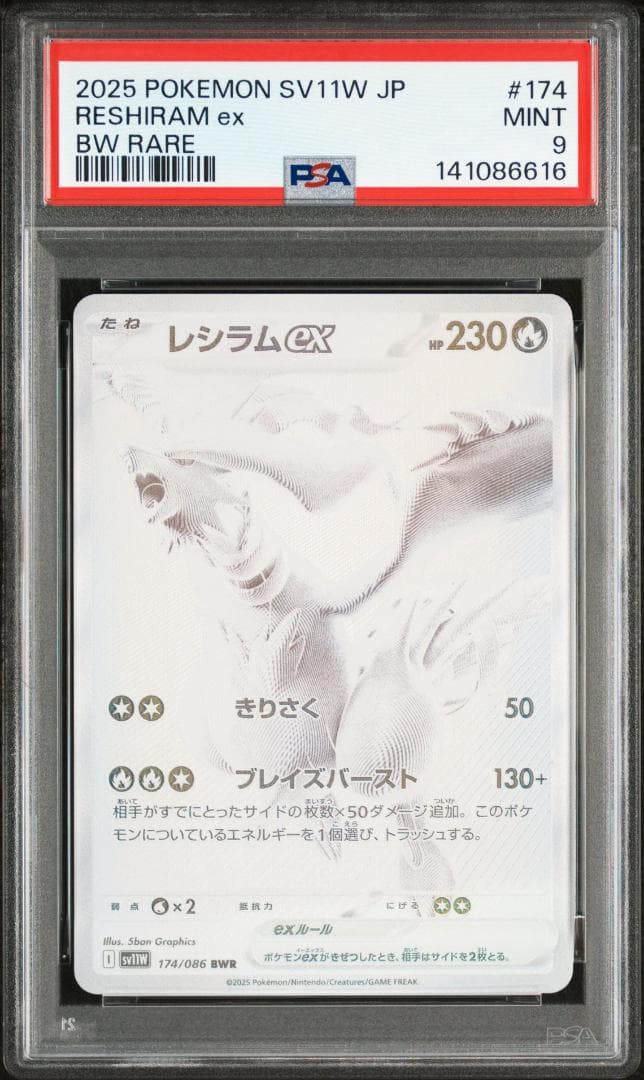 2025 POKEMON SV11W JP #174
RESHIRAM ex MINT
BW RARE 9
PSA 141086616
たね レシラムex HP230
きりさく 50
ブレイズバースト 130+
相手がすでにとったサイドの枚数×50ダメージ追加。このポケ
モンについているエネルギーを1個選び、トラッシュする。
弱点 ×2 抵抗力 にげる
exルール
ポケモンexがきぜつしたとき、相手はサイドを2枚とる。
Illus. 5ban Graphics
I sv11W 174/086 BWR
©2025 Pokémon/Nintendo/Creatures/GAME FREAK.
PSA